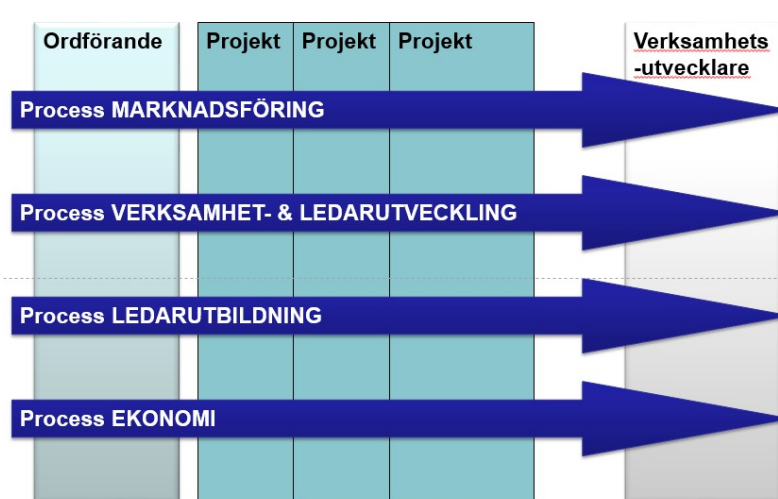 Ordförande
Projekt
Projekt
Projekt
Verksamhets
-utvecklare
Process MARKNADSFÖRING
Process VERKSAMHET- & LEDARUTVECKLING
Process LEDARUTBILDNING
Process EKONOMI